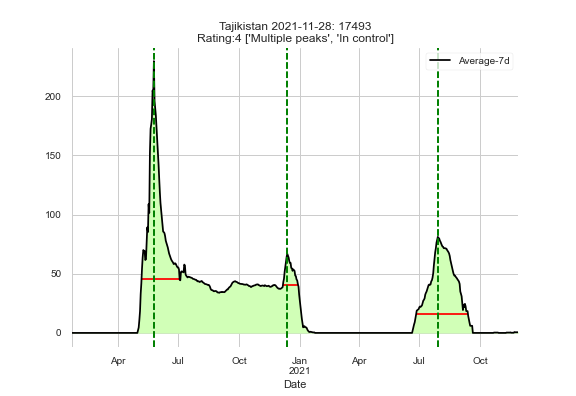 Tajikistan 2021-11-28: 17493
Rating:4 ['Multiple peaks', 'In control']
Average-7d
200
150
100
50
0
Apr Jul Oct Jan Apr Jul Oct
2021
Date